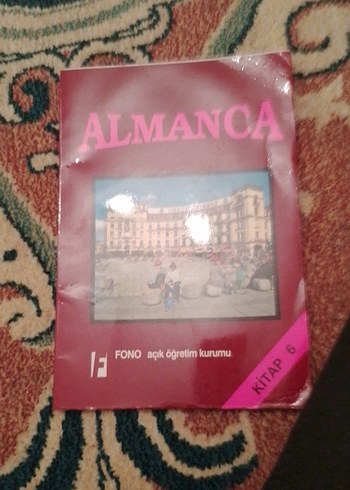 ALMANCA
F FONO açık öğretim kurumu
KİTAP 6